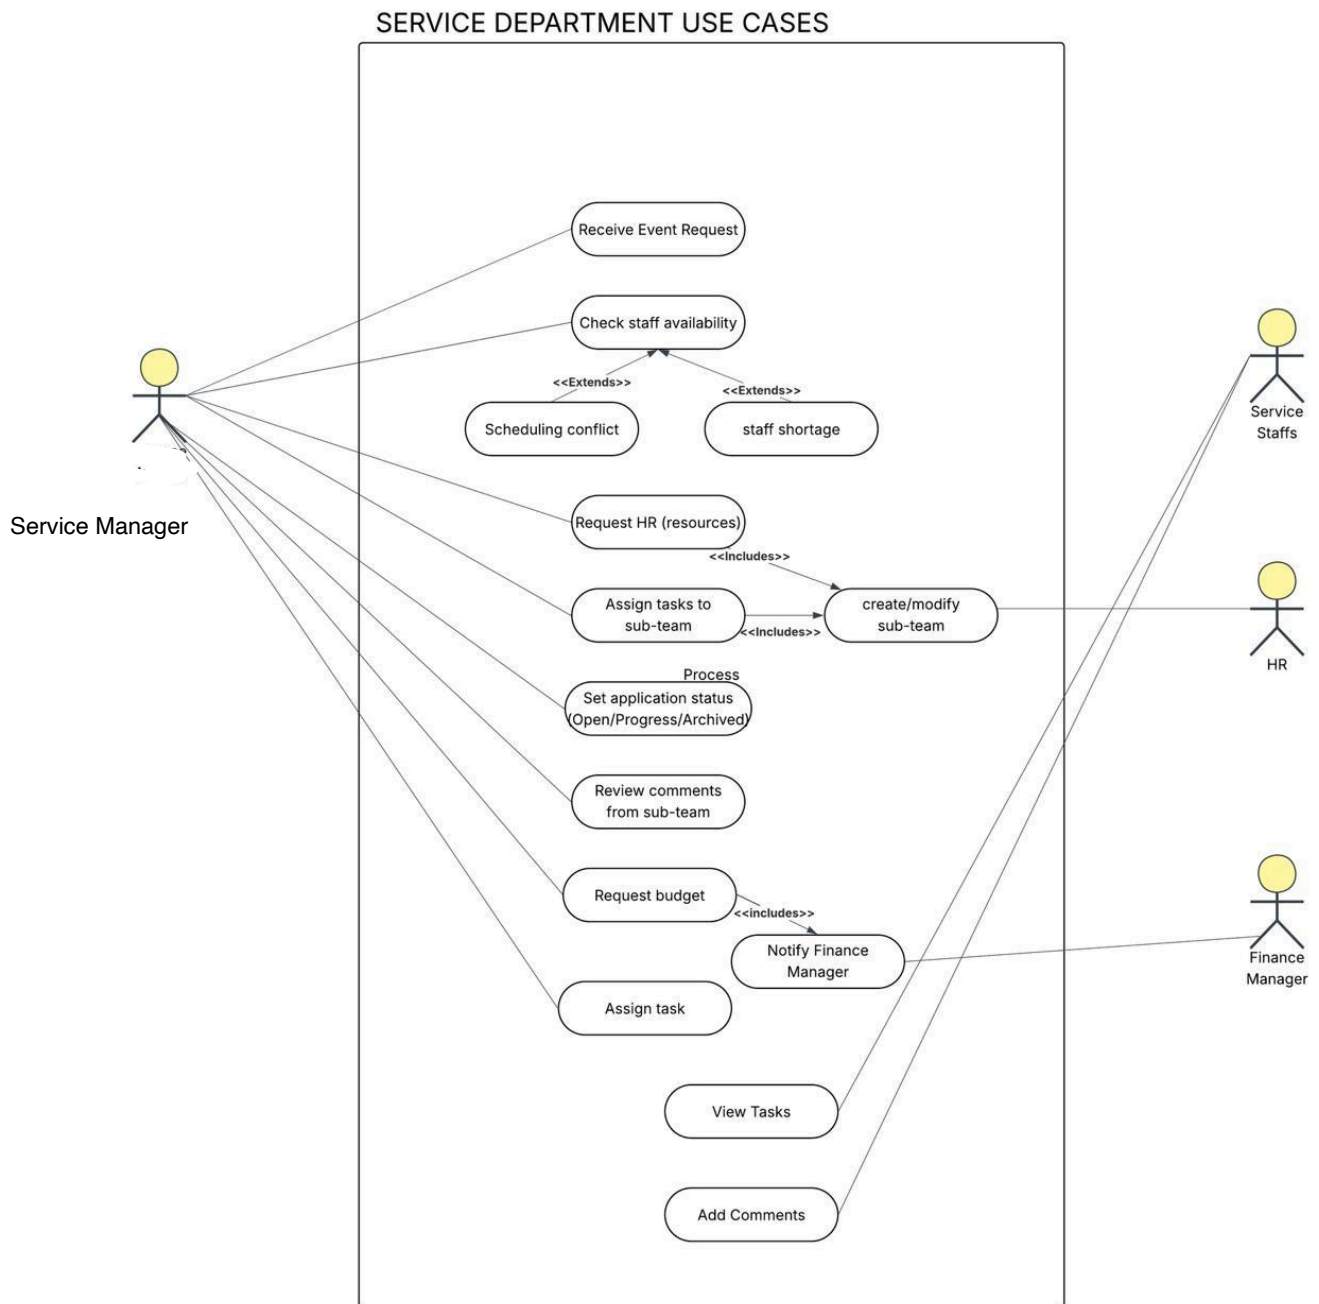 SERVICE DEPARTMENT USE CASES
Receive Event Request
Check staff availability
<<Extends>>
<<Extends>>
Scheduling conflict
staff shortage
Service
Staffs
Service Manager
Request HR (resources)
<<Includes>>
Assign tasks to
sub-team
<<Includes>>
create/modify
sub-team
HR
Process
Set application status
(Open/Progress/Archived)
Review comments
from sub-team
Request budget
<<includes>>
Notify Finance
Manager
Finance
Manager
Assign task
View Tasks
Add Comments